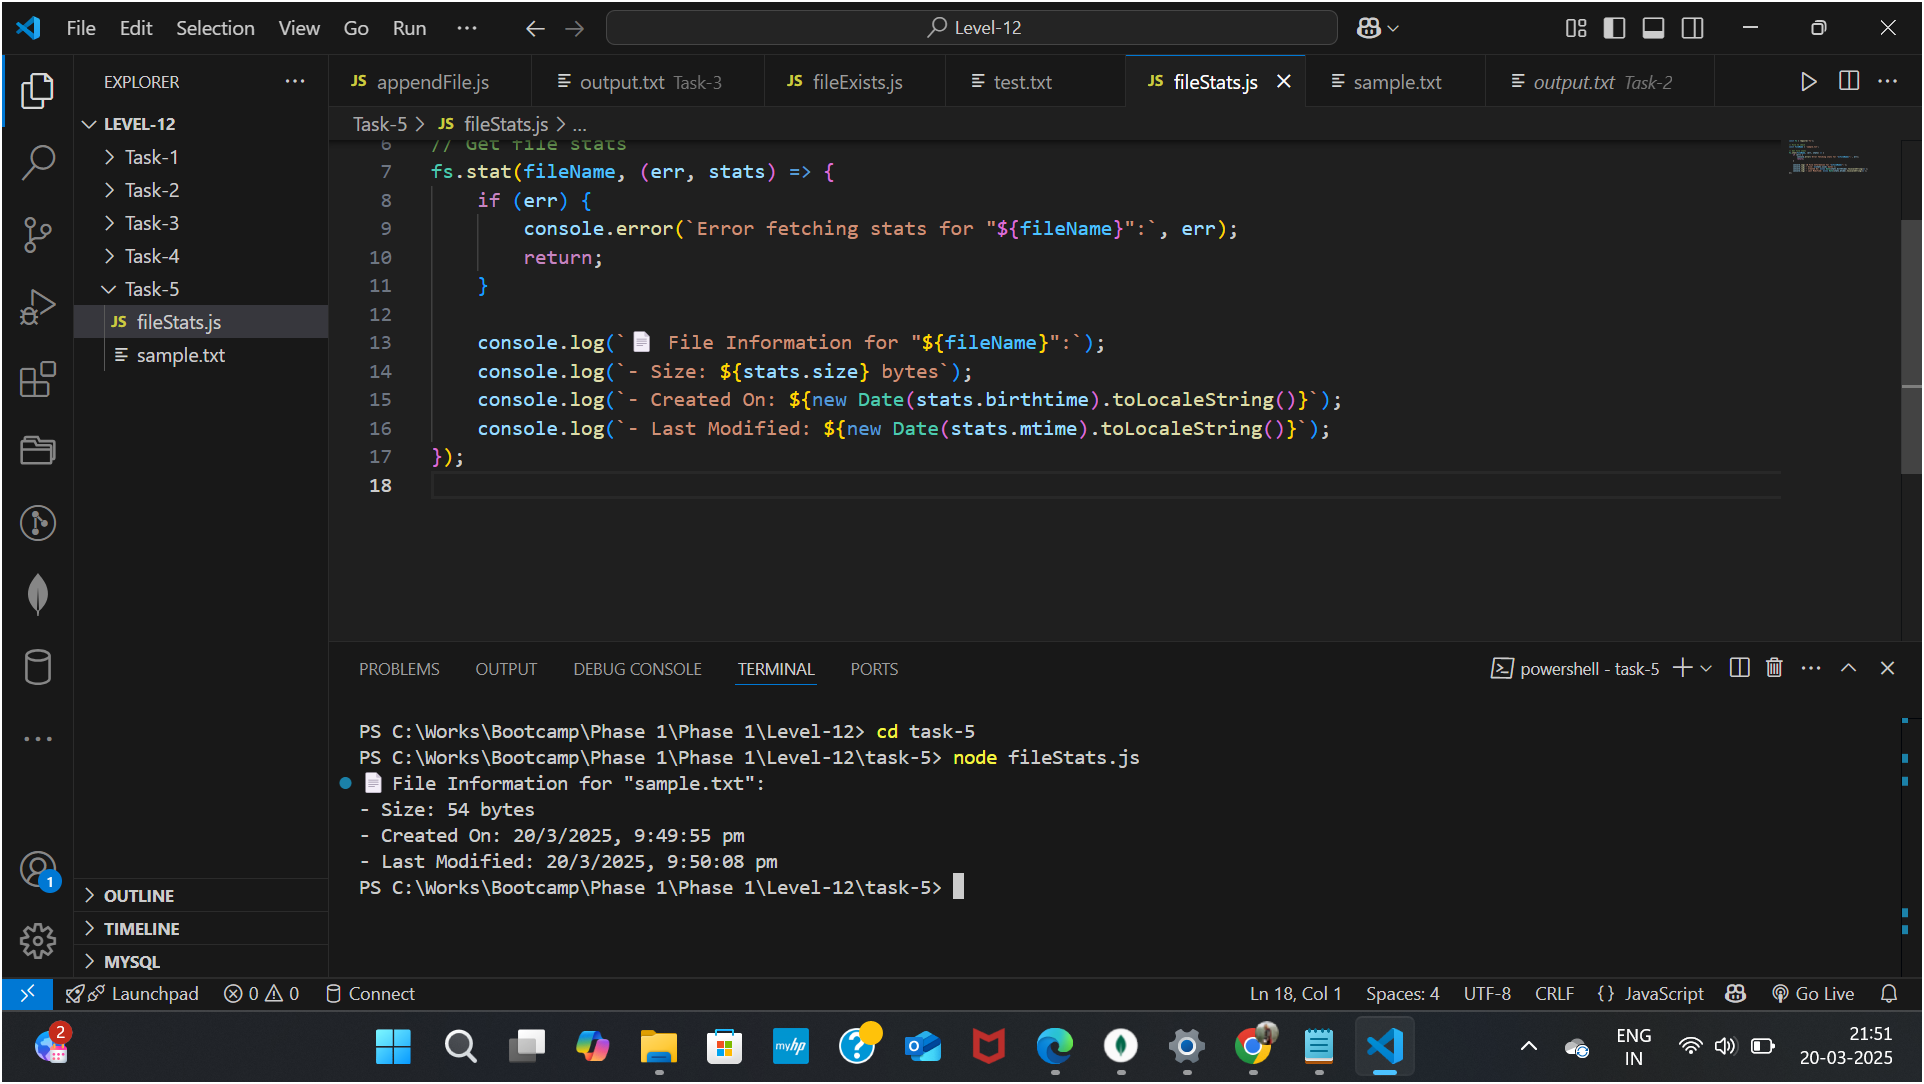 File Edit Selection View Go Run ··· Level-12
EXPLORER ···
LEVEL-12
Task-1
Task-2
Task-3
Task-4
Task-5
JS fileStats.js
sample.txt
OUTLINE
TIMELINE
MYSQL
JS appendFile.js output.txt Task-3 JS fileExists.js test.txt JS fileStats.js sample.txt output.txt Task-2 ···
Task-5 > JS fileStats.js > ...
6 // Get file stats
7 fs.stat(fileName, (err, stats) => {
8 if (err) {
9 console.error(`Error fetching stats for "${fileName}":`, err);
10 return;
11 }
12
13 console.log(`📄 File Information for "${fileName}":`);
14 console.log(`- Size: ${stats.size} bytes`);
15 console.log(`- Created On: ${new Date(stats.birthtime).toLocaleString()}`);
16 console.log(`- Last Modified: ${new Date(stats.mtime).toLocaleString()}`);
17 });
18
PROBLEMS OUTPUT DEBUG CONSOLE TERMINAL PORTS powershell - task-5 ···
PS C:\Works\Bootcamp\Phase 1\Phase 1\Level-12> cd task-5
PS C:\Works\Bootcamp\Phase 1\Phase 1\Level-12\task-5> node fileStats.js
📄 File Information for "sample.txt":
- Size: 54 bytes
- Created On: 20/3/2025, 9:49:55 pm
- Last Modified: 20/3/2025, 9:50:08 pm
PS C:\Works\Bootcamp\Phase 1\Phase 1\Level-12\task-5>
1
Launchpad 0 0 Connect Ln 18, Col 1 Spaces: 4 UTF-8 CRLF {} JavaScript Go Live
2 myhp ENG 21:51
IN 20-03-2025